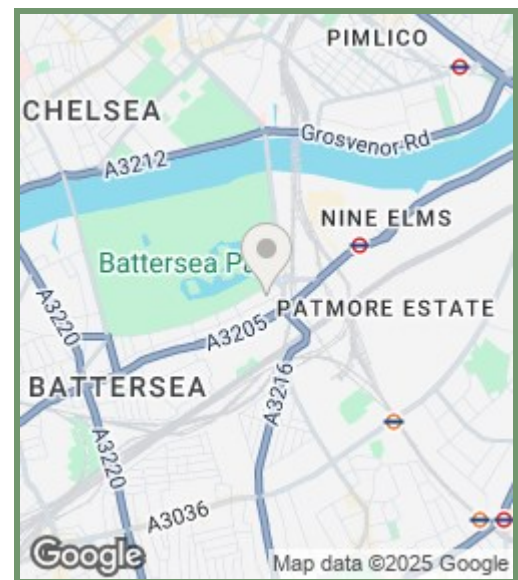 PIMLICO
CHELSEA
Grosvenor Rd
A3212
NINE ELMS
Battersea Pa
A3220
A3205
PATMORE ESTATE
BATTERSEA
A3216
A3220
A3036
Google
Map data ©2025 Google